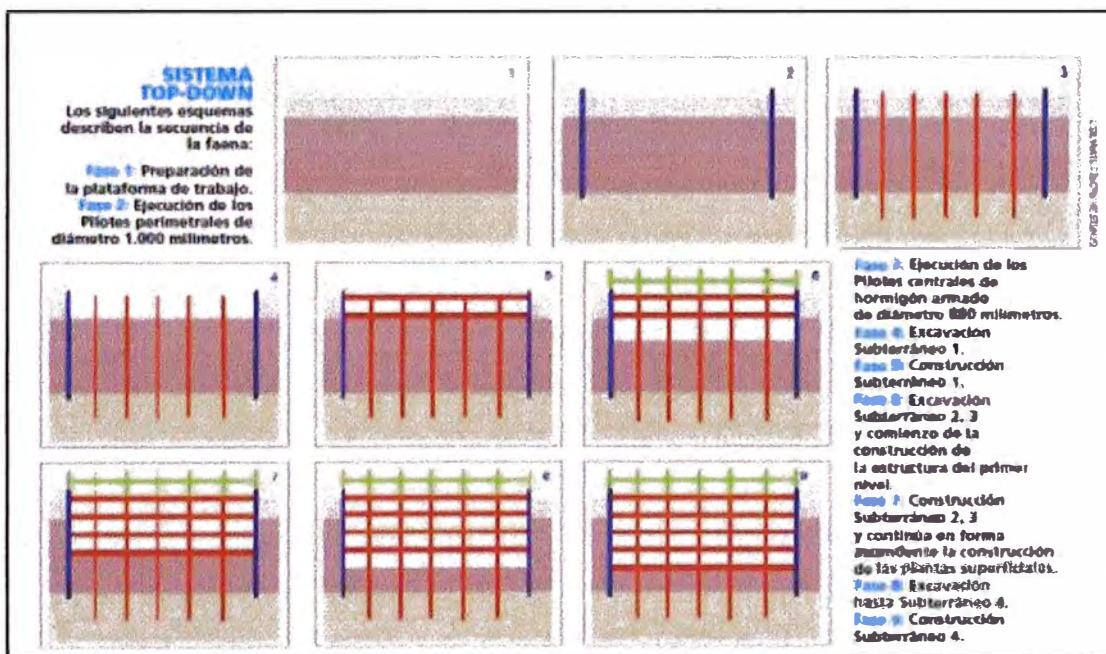 SISTEMA
TOP-DOWN
Los siguientes esquemas
describen la secuencia de
la faena:
Fase 1: Preparación de
la plataforma de trabajo.
Fase 2: Ejecución de los
Pilotes perimetrales de
diámetro 1.000 milímetros.
1
2
3
4
5
6
7
8
9
Fase 3: Ejecución de los
Pilotes centrales de
hormigón armado
de diámetro 880 milímetros.
Fase 4: Excavación
Subterráneo 1.
Fase 5: Construcción
Subterráneo 1.
Fase 6: Excavación
Subterráneo 2, 3
y comienzo de la
construcción de
la estructura del primer
nivel.
Fase 7: Construcción
Subterráneo 2, 3
y continúa en forma
ascendente la construcción
de las plantas superficiales.
Fase 8: Excavación
hasta Subterráneo 4.
Fase 9: Construcción
Subterráneo 4.